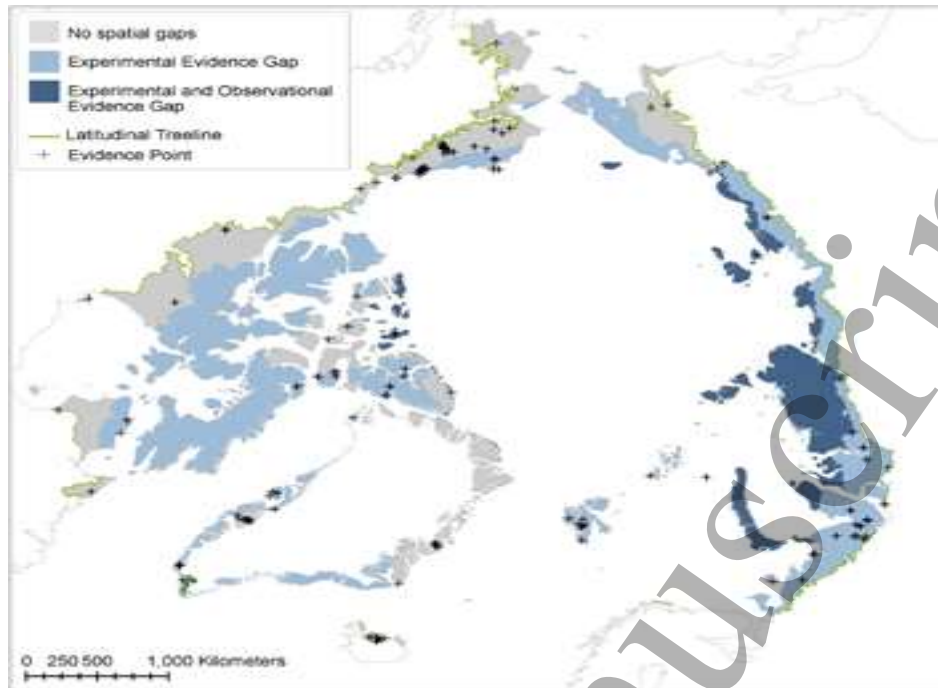 No spatial gaps
Experimental Evidence Gap
Experimental and Observational
Evidence Gap
Latitudinal Treeline
Evidence Point
0 250 500 1,000 Kilometers
uscrip